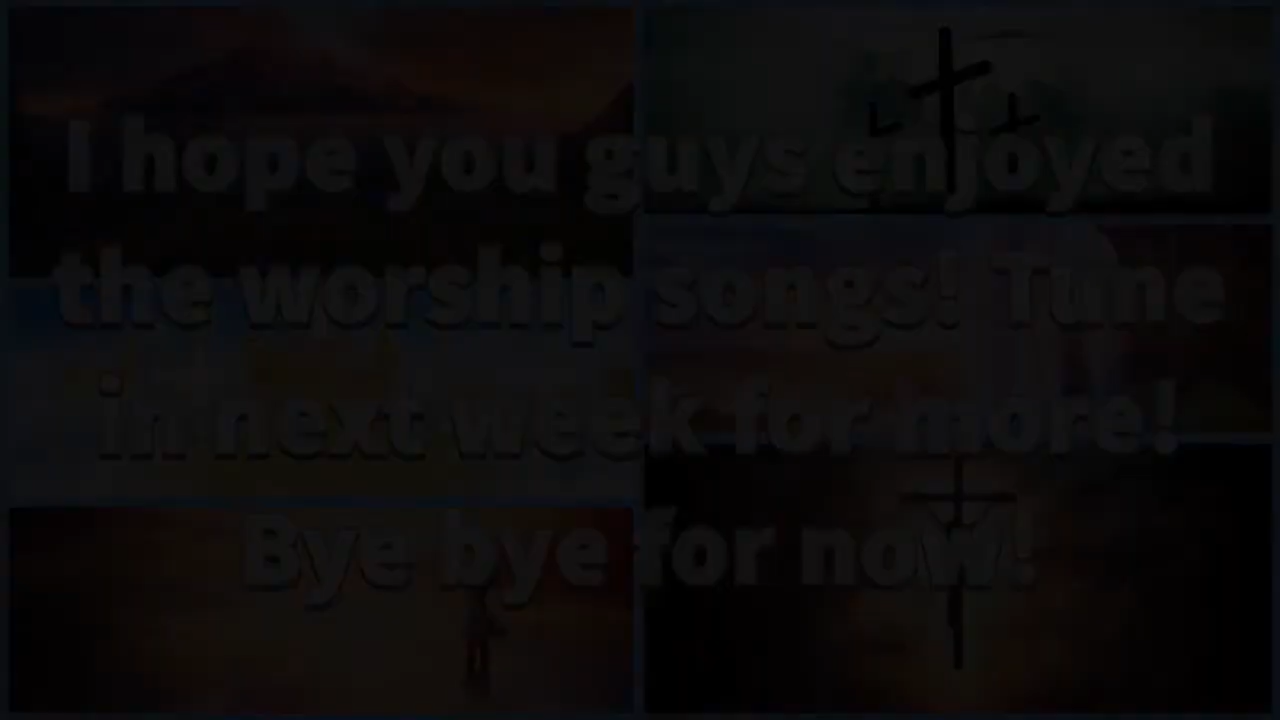 I hope you guys enjoyed
the worship songs! Tune
in next week for more!
Bye bye for now!